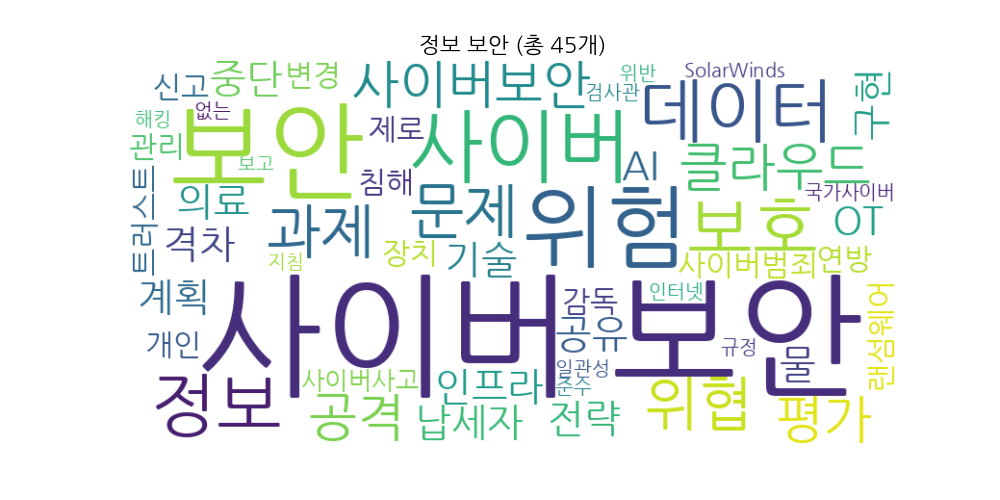 정보 보안 (총 45개)
신고
중단
변경
사이버보안
위반
SolarWinds
검사관
데이터
구현
해킹
없는
보안
제로
사이버
관리
보고
침해
AI
클라우드
국가사이버
트러스트
의료
과제
문제
위험
보호
OT
격차
지침
장치
기술
사이버범죄
연방
계획
사이버 보안
감독
인터넷
공유
규정
물
랜섬웨어
개인
일관성
준수
정보
사이버사고
인프라
공격
납세자
전략
위협
평가